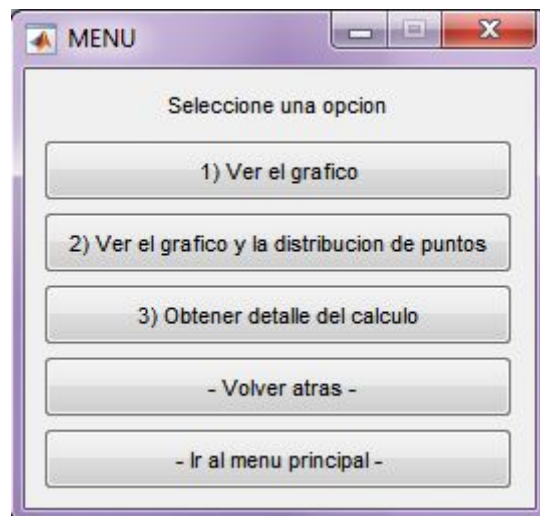 MENU
Seleccione una opcion
1) Ver el grafico
2) Ver el grafico y la distribucion de puntos
3) Obtener detalle del calculo
- Volver atras -
- Ir al menu principal -